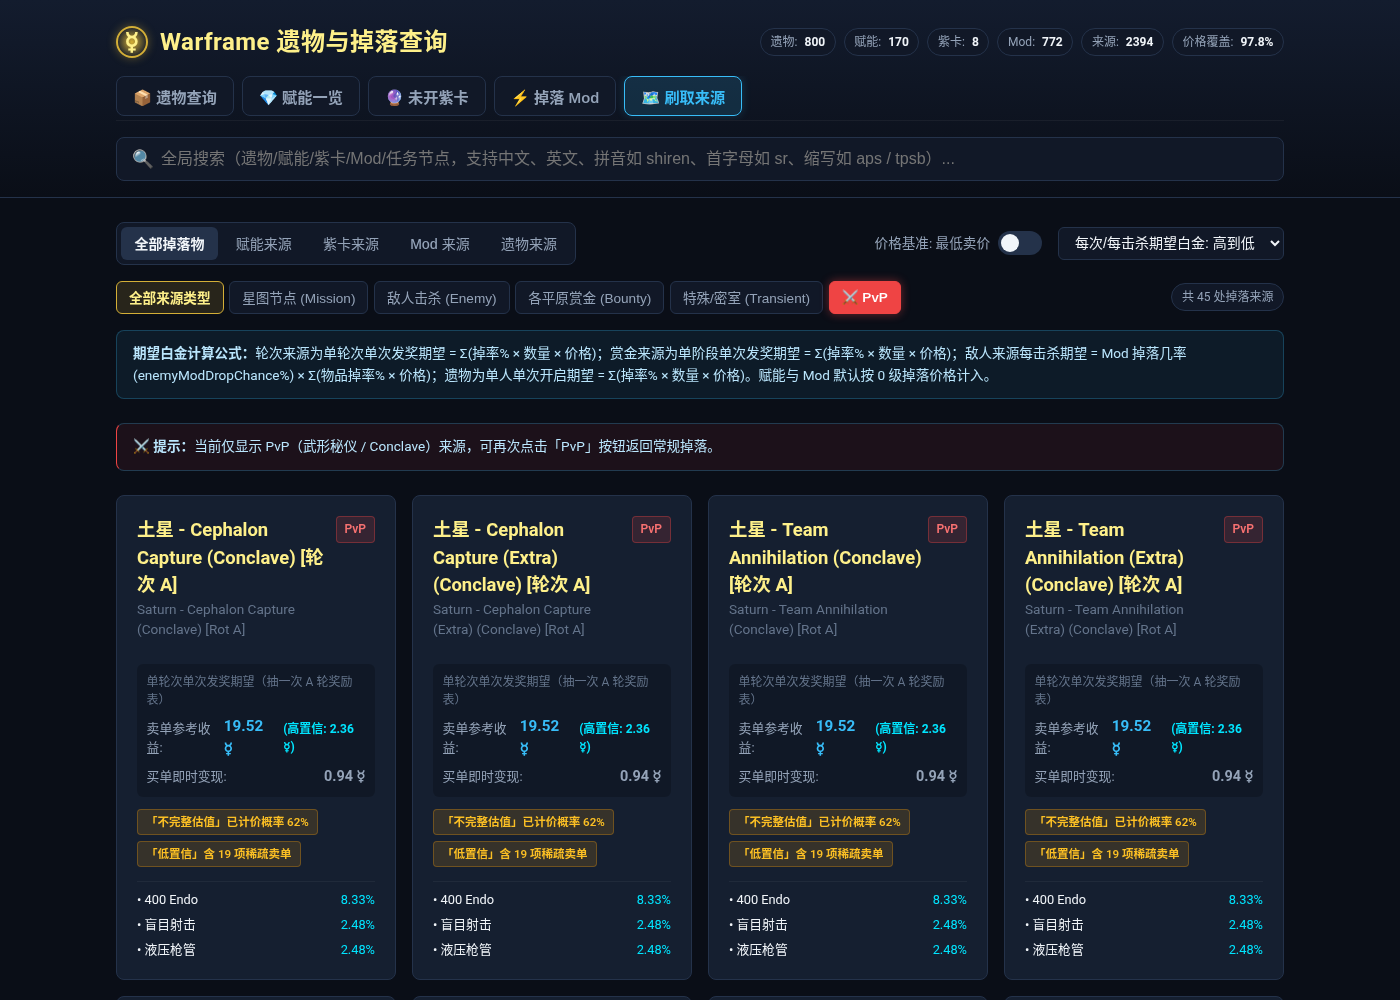 Warframe 遗物与掉落查询
遗物: 800
赋能: 170
紫卡: 8
Mod: 772
来源: 2394
价格覆盖: 97.8%
📦 遗物查询
💎 赋能一览
🔮 未开紫卡
⚡ 掉落 Mod
🗺️ 刷取来源
🔍 全局搜索（遗物/赋能/紫卡/Mod/任务节点，支持中文、英文、拼音如 shiren、首字母如 sr、缩写如 aps / tpsb）...
全部掉落物
赋能来源
紫卡来源
Mod 来源
遗物来源
价格基准: 最低卖价
每次/每击杀期望白金: 高到低
全部来源类型
星图节点 (Mission)
敌人击杀 (Enemy)
各平原赏金 (Bounty)
特殊/密室 (Transient)
⚔️ PvP
共 45 处掉落来源
期望白金计算公式：轮次来源为单轮次单次发奖期望 = Σ(掉率% × 数量 × 价格)；赏金来源为单阶段单次发奖期望 = Σ(掉率% × 数量 × 价格)；敌人来源每击杀期望 = Mod 掉落几率
(enemyModDropChance%) × Σ(物品掉率% × 价格)；遗物为单人单次开启期望 = Σ(掉率% × 数量 × 价格)。赋能与 Mod 默认按 0 级掉落价格计入。
⚔️ 提示：当前仅显示 PvP（武形秘仪 / Conclave）来源，可再次点击「PvP」按钮返回常规掉落。
土星 - Cephalon
Capture (Conclave) [轮
次 A]
PvP
Saturn - Cephalon Capture
(Conclave) [Rot A]
单轮次单次发奖期望（抽一次 A 轮奖励
表）
卖单参考收
益:
19.52
☿
(高置信: 2.36
☿)
买单即时变现:
0.94 ☿
「不完整估值」已计价概率 62%
「低置信」含 19 项稀疏卖单
• 400 Endo 8.33%
• 盲目射击 2.48%
• 液压枪管 2.48%
土星 - Cephalon
Capture (Extra)
(Conclave) [轮次 A]
PvP
Saturn - Cephalon Capture
(Extra) (Conclave) [Rot A]
单轮次单次发奖期望（抽一次 A 轮奖励
表）
卖单参考收
益:
19.52
☿
(高置信: 2.36
☿)
买单即时变现:
0.94 ☿
「不完整估值」已计价概率 62%
「低置信」含 19 项稀疏卖单
• 400 Endo 8.33%
• 盲目射击 2.48%
• 液压枪管 2.48%
土星 - Team
Annihilation (Conclave)
[轮次 A]
PvP
Saturn - Team Annihilation
(Conclave) [Rot A]
单轮次单次发奖期望（抽一次 A 轮奖励
表）
卖单参考收
益:
19.52
☿
(高置信: 2.36
☿)
买单即时变现:
0.94 ☿
「不完整估值」已计价概率 62%
「低置信」含 19 项稀疏卖单
• 400 Endo 8.33%
• 盲目射击 2.48%
• 液压枪管 2.48%
土星 - Team
Annihilation (Extra)
(Conclave) [轮次 A]
PvP
Saturn - Team Annihilation
(Extra) (Conclave) [Rot A]
单轮次单次发奖期望（抽一次 A 轮奖励
表）
卖单参考收
益:
19.52
☿
(高置信: 2.36
☿)
买单即时变现:
0.94 ☿
「不完整估值」已计价概率 62%
「低置信」含 19 项稀疏卖单
• 400 Endo 8.33%
• 盲目射击 2.48%
• 液压枪管 2.48%